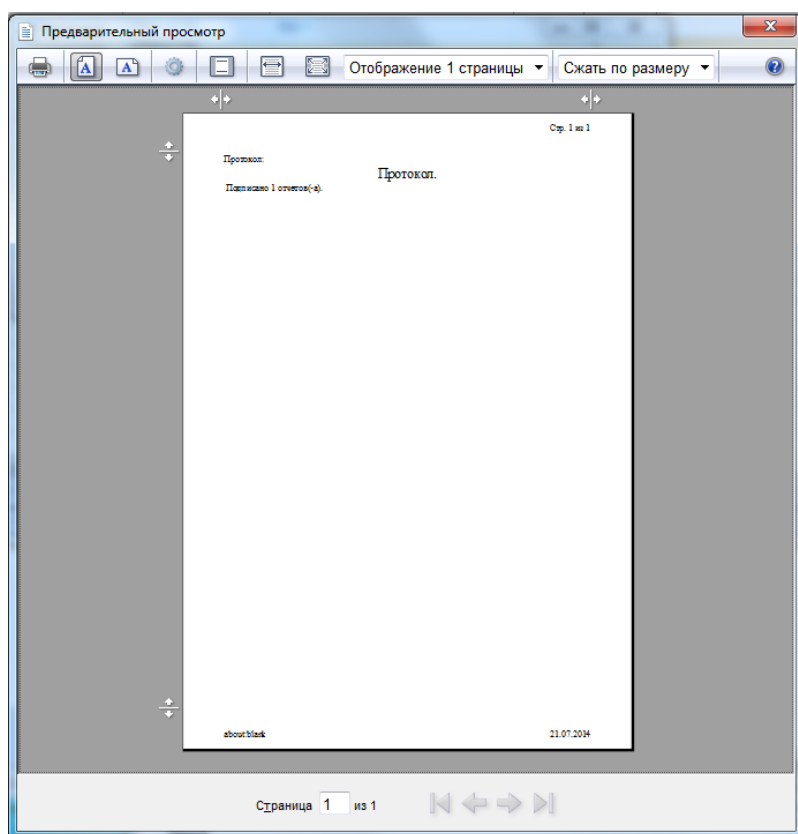 Предварительный просмотр
Отображение 1 страницы
Сжать по размеру
Стр. 1 из 1
Протокол:
Протокол.
Подписано 1 отчетов(-а).
about:blank
21.07.2014
Страница 1 из 1